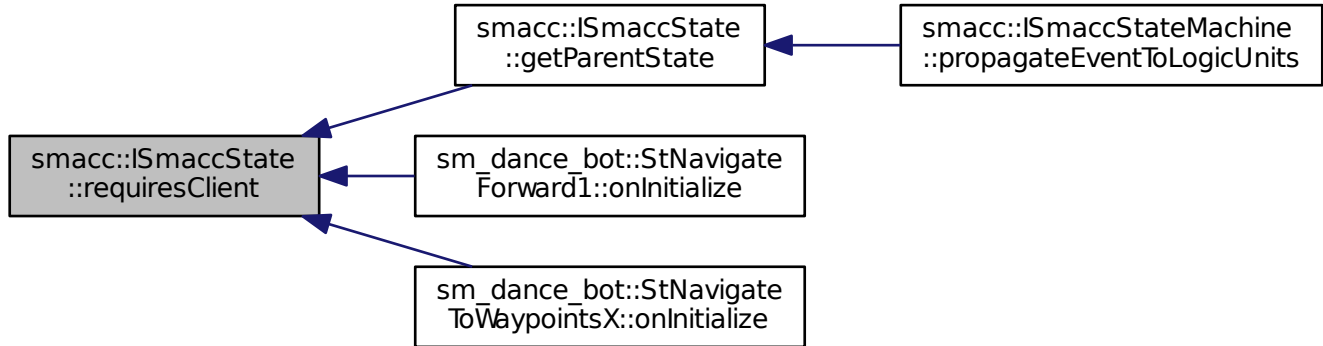 smacc::ISmaccState
::getParentState
smacc::ISmaccStateMachine
::propagateEventToLogicUnits
smacc::ISmaccState
::requiresClient
sm_dance_bot::StNavigate
Forward1::onInitialize
sm_dance_bot::StNavigate
ToWaypointsX::onInitialize